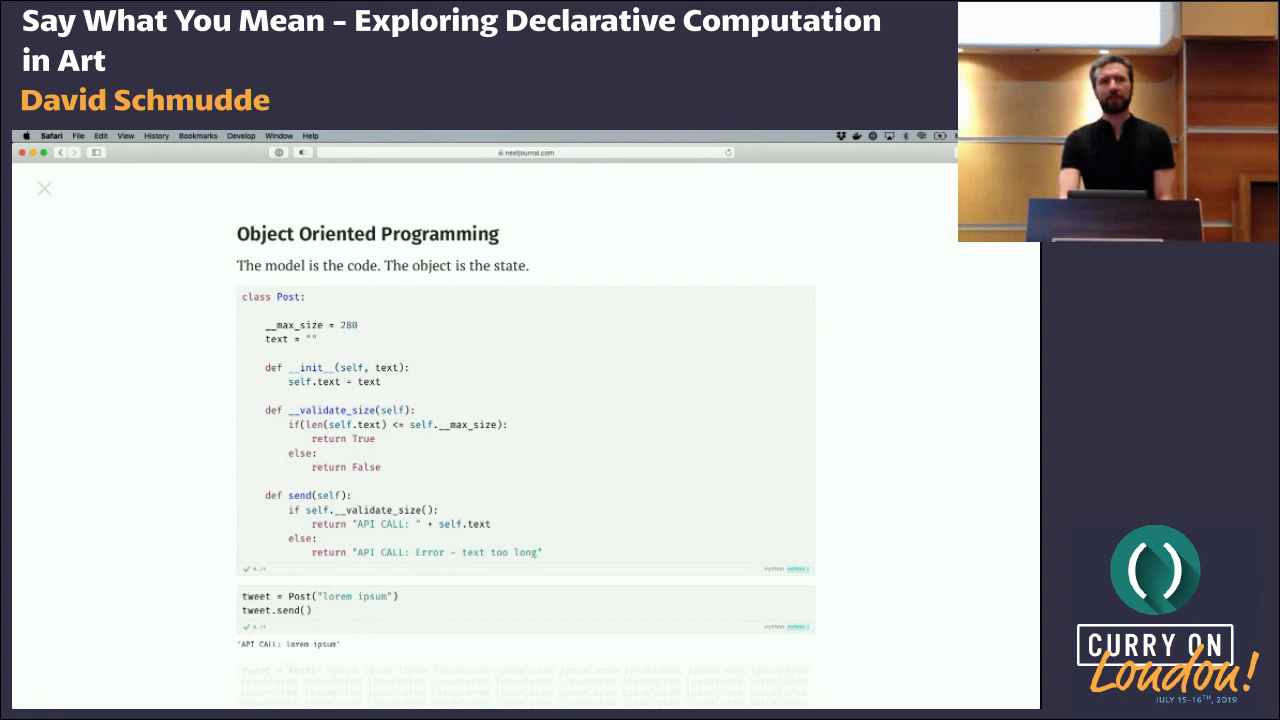 Say What You Mean – Exploring Declarative Computation
in Art
David Schmudde
Safari File Edit View History Bookmarks Develop Window Help
nextjournal.com
Object Oriented Programming
The model is the code. The object is the state.
class Post:
__max_size = 280
text = ""
def __init__(self, text):
self.text = text
def __validate_size(self):
if(len(self.text) <= self.__max_size):
return True
else:
return False
def send(self):
if self.__validate_size():
return "API CALL: " + self.text
else:
return "API CALL: Error - text too long"
tweet = Post("lorem ipsum")
tweet.send()
'API CALL: lorem ipsum'
CURRY ON
London!
JULY 15-16TH, 2019